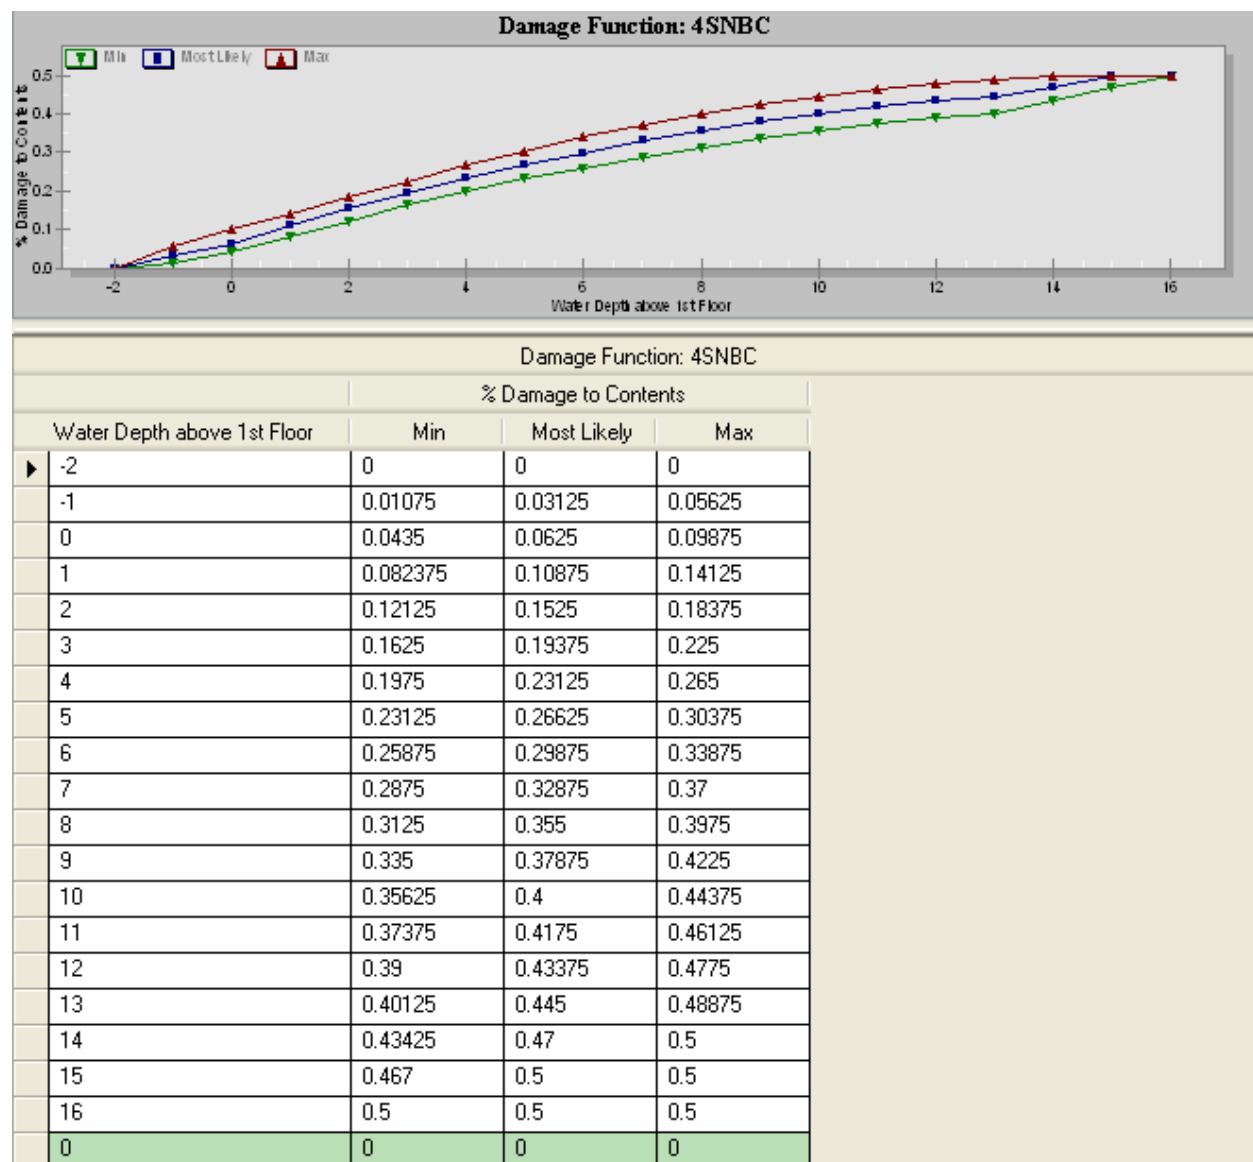 Damage Function: 4SNBC
Min Most Likely Max
% Damage to Contents
0.5
0.4
0.3
0.2
0.1
0.0
-2 0 2 4 6 8 10 12 14 16
Water Depth above 1st Floor
Damage Function: 4SNBC
% Damage to Contents
Water Depth above 1st Floor Min Most Likely Max
-2 0 0 0
-1 0.01075 0.03125 0.05625
0 0.0435 0.0625 0.09875
1 0.082375 0.10875 0.14125
2 0.12125 0.1525 0.18375
3 0.1625 0.19375 0.225
4 0.1975 0.23125 0.265
5 0.23125 0.26625 0.30375
6 0.25875 0.29875 0.33875
7 0.2875 0.32875 0.37
8 0.3125 0.355 0.3975
9 0.335 0.37875 0.4225
10 0.35625 0.4 0.44375
11 0.37375 0.4175 0.46125
12 0.39 0.43375 0.4775
13 0.40125 0.445 0.48875
14 0.43425 0.47 0.5
15 0.467 0.5 0.5
16 0.5 0.5 0.5
0 0 0 0